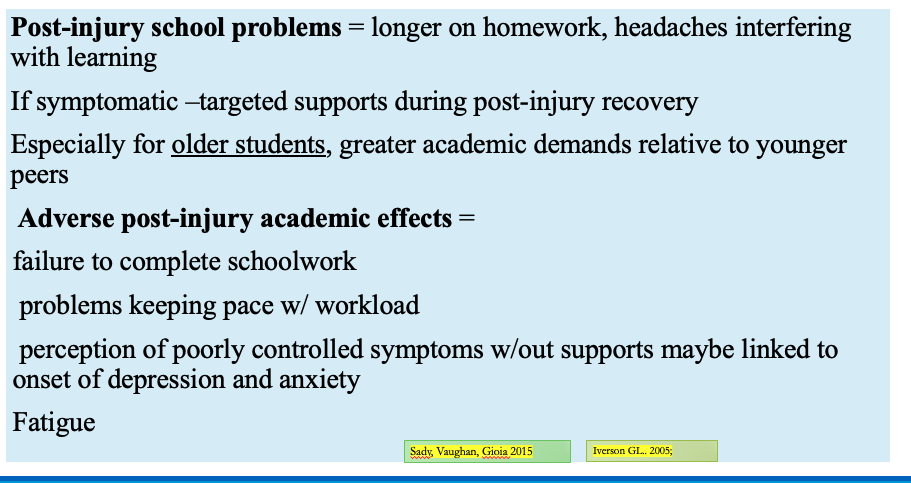 Post-injury school problems = longer on homework, headaches interfering
with learning
If symptomatic –targeted supports during post-injury recovery
Especially for older students, greater academic demands relative to younger
peers
Adverse post-injury academic effects =
failure to complete schoolwork
problems keeping pace w/ workload
perception of poorly controlled symptoms w/out supports maybe linked to
onset of depression and anxiety
Fatigue
Sady, Vaughan, Gioia 2015
Iverson GL.. 2005;